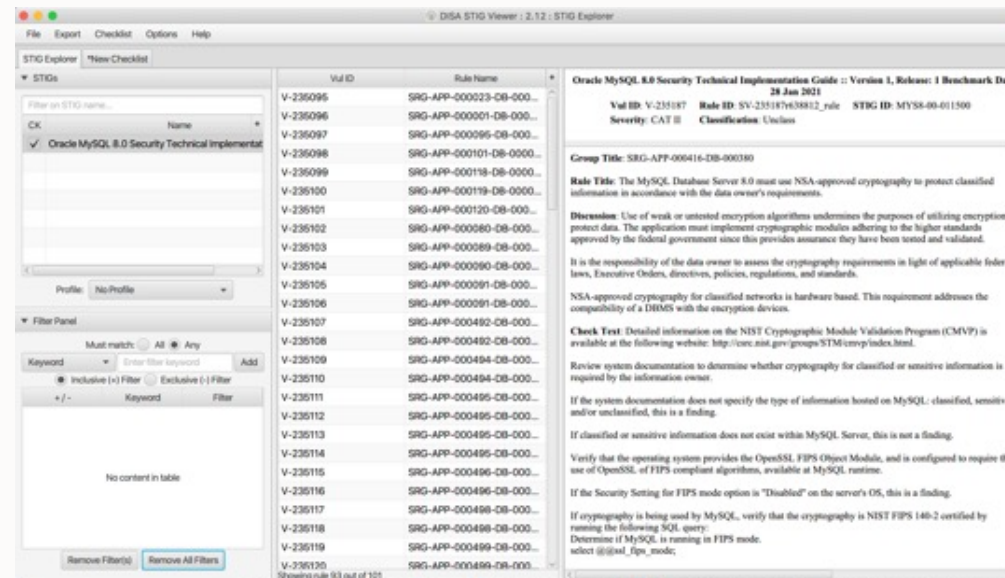 DISA STIG Viewer : 2.12 : STIG Explorer
File Export Checklist Options Help
STIG Explorer *New Checklist
STIGs
Filter on STIG name...
CK Name
Oracle MySQL 8.0 Security Technical Implementat
Profile: No Profile
Filter Panel
Must match: All Any
Keyword Enter filter keyword Add
Inclusive (+) Filter Exclusive (-) Filter
+ / - Keyword Filter
No content in table
Remove Filter(s) Remove All Filters
Vul ID Rule Name
V-235095 SRG-APP-000023-DB-000...
V-235096 SRG-APP-000001-DB-000...
V-235097 SRG-APP-000095-DB-000...
V-235098 SRG-APP-000101-DB-0000...
V-235099 SRG-APP-000118-DB-0000...
V-235100 SRG-APP-000119-DB-0000...
V-235101 SRG-APP-000120-DB-000...
V-235102 SRG-APP-000080-DB-000...
V-235103 SRG-APP-000089-DB-000...
V-235104 SRG-APP-000090-DB-000...
V-235105 SRG-APP-000091-DB-000...
V-235106 SRG-APP-000091-DB-000...
V-235107 SRG-APP-000492-DB-000...
V-235108 SRG-APP-000492-DB-000...
V-235109 SRG-APP-000494-DB-000...
V-235110 SRG-APP-000494-DB-000...
V-235111 SRG-APP-000495-DB-000...
V-235112 SRG-APP-000495-DB-000...
V-235113 SRG-APP-000495-DB-000...
V-235114 SRG-APP-000495-DB-000...
V-235115 SRG-APP-000496-DB-000...
V-235116 SRG-APP-000496-DB-000...
V-235117 SRG-APP-000498-DB-000...
V-235118 SRG-APP-000498-DB-000...
V-235119 SRG-APP-000499-DB-000...
V-235120 SRG-APP-000499-DB-000...
Showing rule 93 out of 101
Oracle MySQL 8.0 Security Technical Implementation Guide :: Version 1, Release: 1 Benchmark Da
28 Jan 2021
Vul ID: V-235187 Rule ID: SV-235187r638812_rule STIG ID: MYS8-00-011500
Severity: CAT II Classification: Unclass
Group Title: SRG-APP-000416-DB-000380
Rule Title: The MySQL Database Server 8.0 must use NSA-approved cryptography to protect classified
information in accordance with the data owner's requirements.
Discussion: Use of weak or untested encryption algorithms undermines the purposes of utilizing encryption
protect data. The application must implement cryptographic modules adhering to the higher standards
approved by the federal government since this provides assurance they have been tested and validated.
It is the responsibility of the data owner to assess the cryptography requirements in light of applicable feder
laws, Executive Orders, directives, policies, regulations, and standards.
NSA-approved cryptography for classified networks is hardware based. This requirement addresses the
compatibility of a DBMS with the encryption devices.
Check Text: Detailed information on the NIST Cryptographic Module Validation Program (CMVP) is
available at the following website: http://csrc.nist.gov/groups/STM/cmvp/index.html.
Review system documentation to determine whether cryptography for classified or sensitive information is
required by the information owner.
If the system documentation does not specify the type of information hosted on MySQL: classified, sensitiv
and/or unclassified, this is a finding.
If classified or sensitive information does not exist within MySQL Server, this is not a finding.
Verify that the operating system provides the OpenSSL FIPS Object Module, and is configured to require th
use of OpenSSL of FIPS compliant algorithms, available at MySQL runtime.
If the Security Setting for FIPS mode option is "Disabled" on the server's OS, this is a finding.
If cryptography is being used by MySQL, verify that the cryptography is NIST FIPS 140-2 certified by
running the following SQL query:
Determine if MySQL is running in FIPS mode.
select @@ssl_fips_mode;